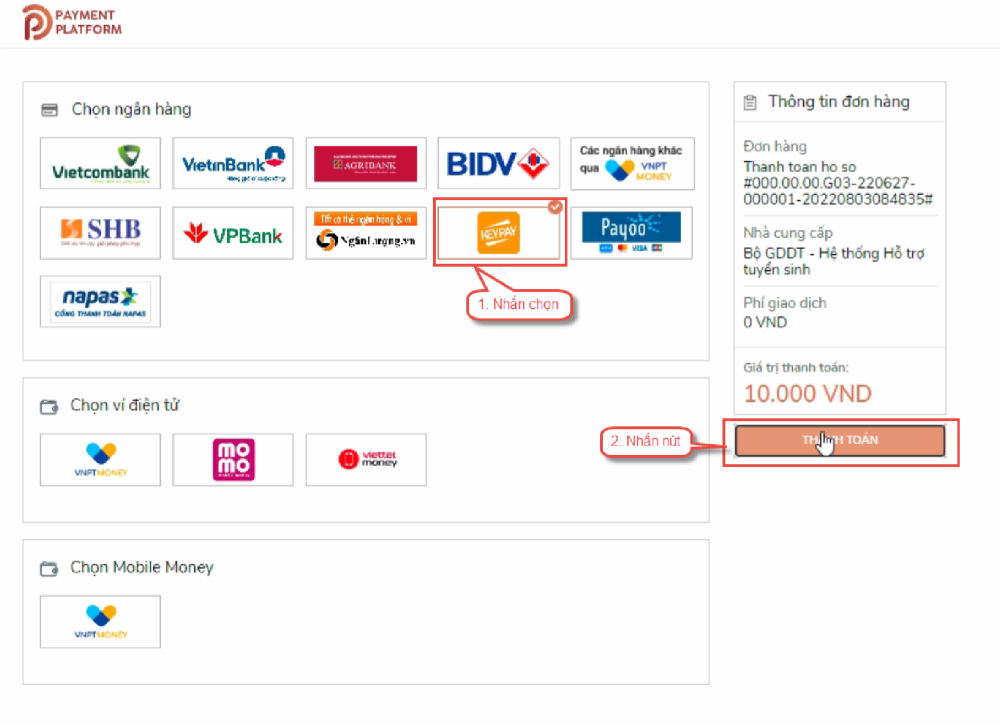 PAYMENT
PLATFORM
Chọn ngân hàng
Vietcombank
VietinBank
AGRIBANK
BIDV
Các ngân hàng khác
qua VNPT
MONEY
SHB
VPBank
Tất cả thẻ ngân hàng & ví
NgânLượng.vn
KEYPAY
Payoo
VISA
napas
CỔNG THANH TOÁN NAPAS
1. Nhấn chọn
Chọn ví điện tử
VNPT MONEY
mo
mo
viettel
money
Chọn Mobile Money
VNPT MONEY
Thông tin đơn hàng
Đơn hàng
Thanh toan ho so
#000.00.00.G03-220627-
000001-20220803084835#
Nhà cung cấp
Bộ GDDT - Hệ thống Hỗ trợ
tuyển sinh
Phí giao dịch
0 VND
Giá trị thanh toán:
10.000 VND
2. Nhấn nút
THANH TOÁN